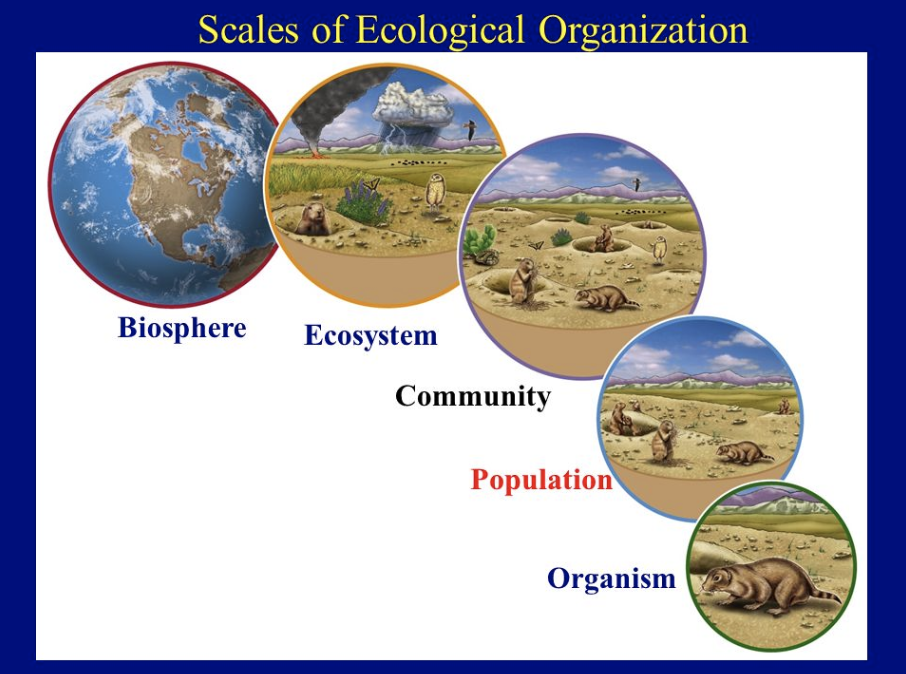 Scales of Ecological Organization
Biosphere
Ecosystem
Community
Population
Organism